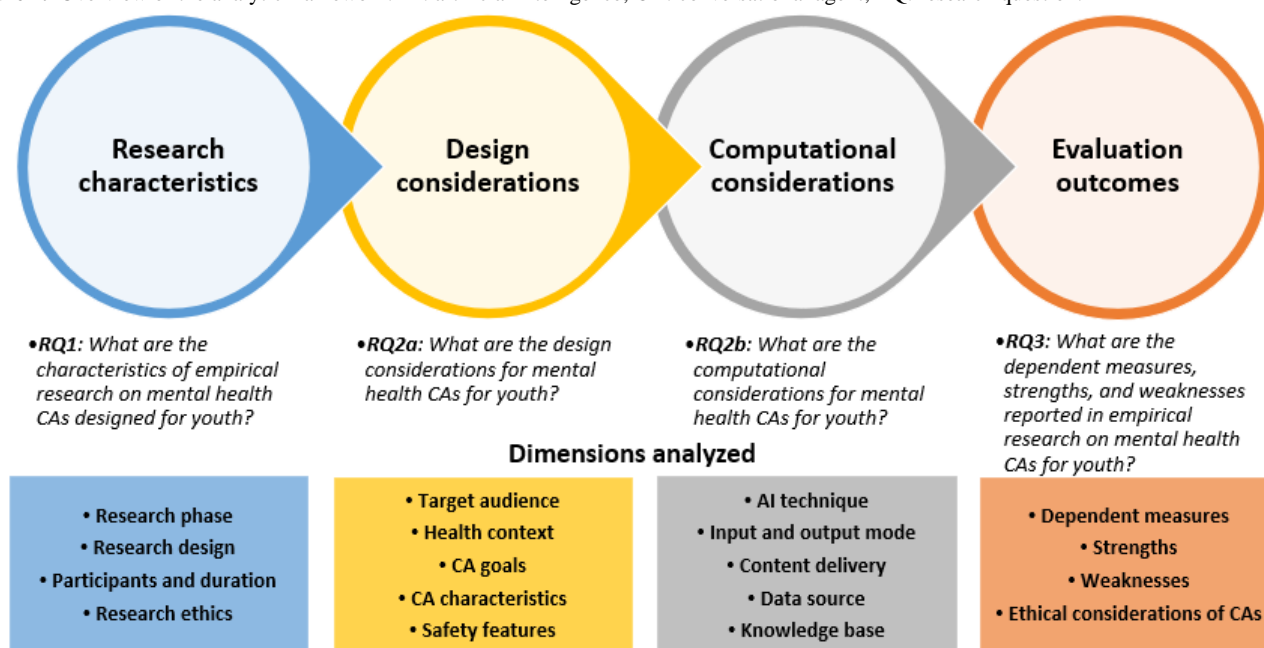 Research
characteristics
Design
considerations
Computational
considerations
Evaluation
outcomes
•RQ1: What are the
characteristics of empirical
research on mental health
CAs designed for youth?
•RQ2a: What are the design
considerations for mental
health CAs for youth?
•RQ2b: What are the
computational
considerations for mental
health CAs for youth?
•RQ3: What are the
dependent measures,
strengths, and weaknesses
reported in empirical
research on mental health
CAs for youth?
Dimensions analyzed
• Research phase
• Research design
• Participants and duration
• Research ethics
• Target audience
• Health context
• CA goals
• CA characteristics
• Safety features
• AI technique
• Input and output mode
• Content delivery
• Data source
• Knowledge base
• Dependent measures
• Strengths
• Weaknesses
• Ethical considerations of CAs